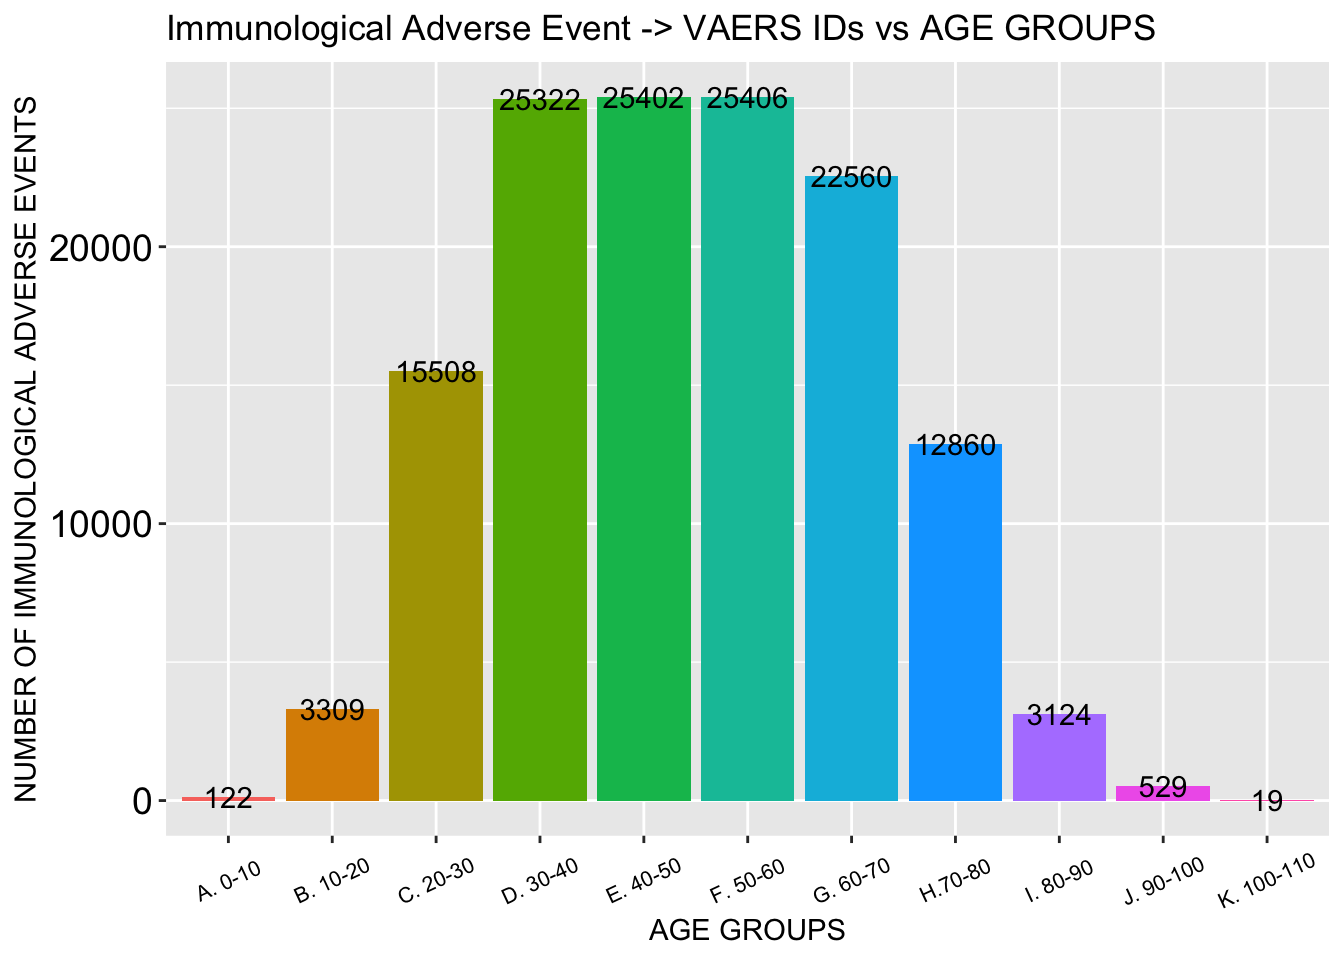 Immunological Adverse Event -> VAERS IDs vs AGE GROUPS
NUMBER OF IMMUNOLOGICAL ADVERSE EVENTS
20000
10000
0
122
3309
15508
25322
25402
25406
22560
12860
3124
529
19
A. 0-10
B. 10-20
C. 20-30
D. 30-40
E. 40-50
F. 50-60
G. 60-70
H.70-80
I. 80-90
J. 90-100
K. 100-110
AGE GROUPS